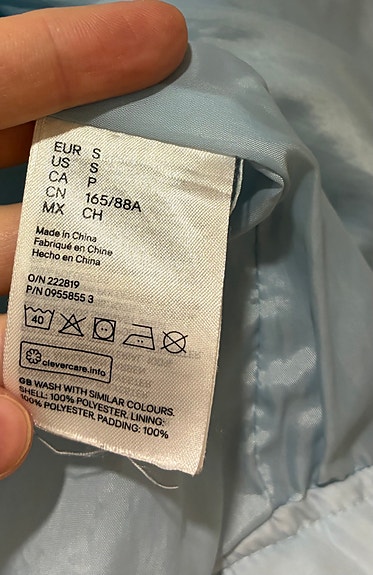 EUR S
US S
CA P
CN 165/88A
MX CH
Made in China
Fabriqué en Chine
Hecho en China
O/N 222819
P/N 0955855 3
40
clevercare.info
GB WASH WITH SIMILAR COLOURS.
SHELL: 100% POLYESTER. LINING:
100% POLYESTER. PADDING: 100%